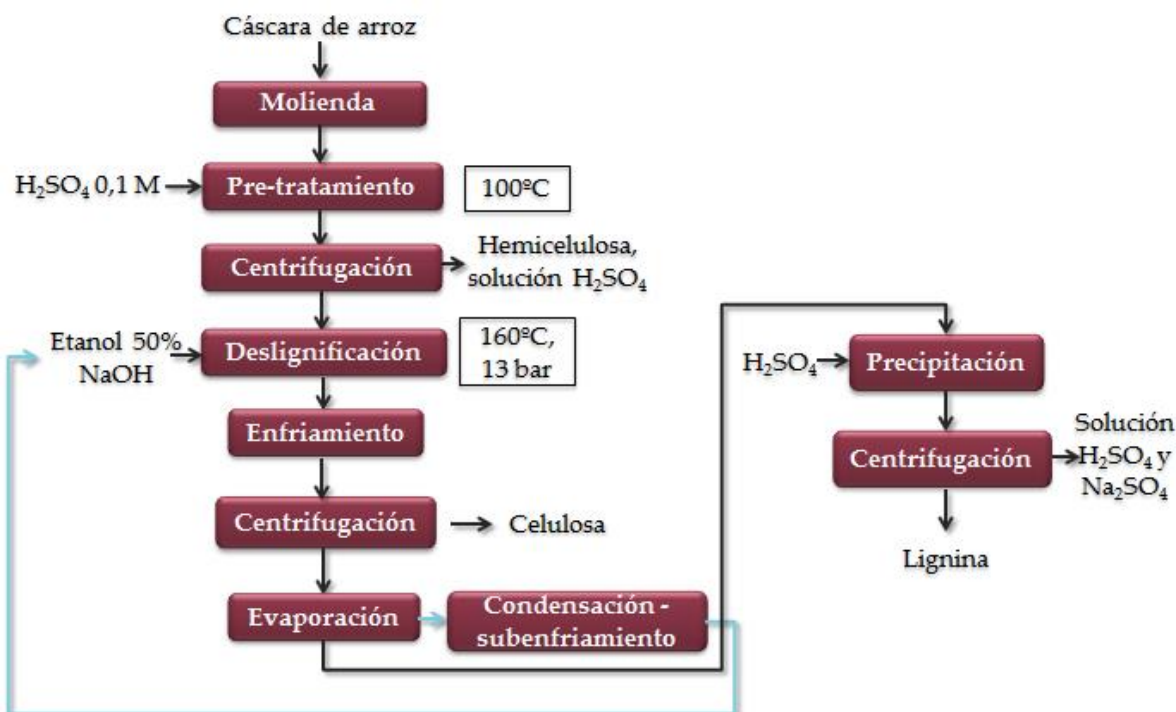 Cáscara de arroz
Molienda
H₂SO₄ 0,1 M
Pre-tratamiento
100ºC
Centrifugación
Hemicelulosa,
solución H₂SO₄
Etanol 50%
NaOH
Deslignificación
160ºC,
13 bar
Enfriamiento
Centrifugación
Celulosa
Evaporación
Condensación -
subenfriamiento
H₂SO₄
Precipitación
Centrifugación
Solución
H₂SO₄ y
Na₂SO₄
Lignina